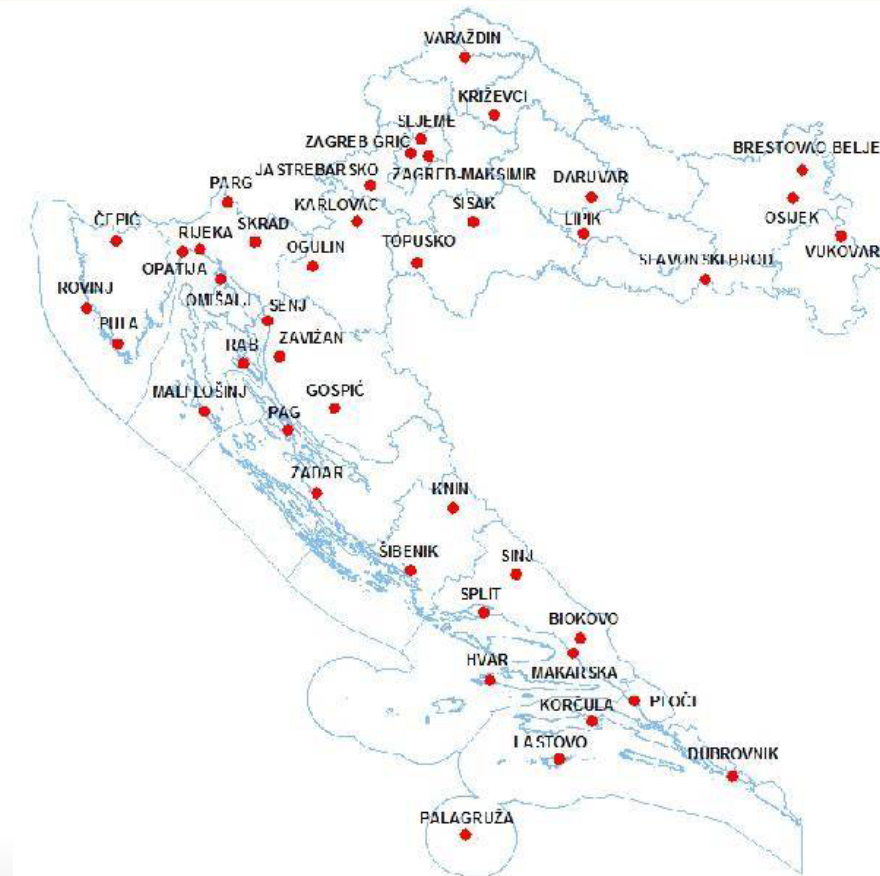 VARAŽDIN
KRIŽEVCI
SLJEME
ZAGREB GRIČ
BRESTOVAC BELJE
JASTREBARSKO
ZAGREB-MAKSIMIR
DARUVAR
PARG
KARLOVAC
SISAK
OSIJEK
ČEPIĆ
RIJEKA
SKRAD
LIPIK
OGULIN
TOPUSKO
VUKOVAR
OPATIJA
SLAVONSKI BROD
ROVINJ
OMIŠALJ
SENJ
PULA
RAB
ZAVIŽAN
MALI LOŠINJ
GOSPIĆ
PAG
ZADAR
KNIN
ŠIBENIK
SINJ
SPLIT
BIOKOVO
HVAR
MAKARSKA
KORČULA
PLOČE
LASTOVO
DUBROVNIK
PALAGRUŽA